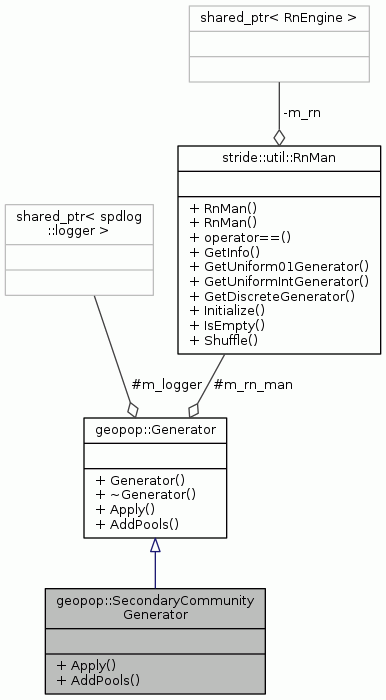 shared_ptr< RnEngine >
-m_rn
stride::util::RnMan
+ RnMan()
+ RnMan()
+ operator==()
+ GetInfo()
+ GetUniform01Generator()
+ GetUniformIntGenerator()
+ GetDiscreteGenerator()
+ Initialize()
+ IsEmpty()
+ Shuffle()
shared_ptr< spdlog
::logger >
#m_logger
#m_rn_man
geopop::Generator
+ Generator()
+ ~Generator()
+ Apply()
+ AddPools()
geopop::SecondaryCommunity
Generator
+ Apply()
+ AddPools()